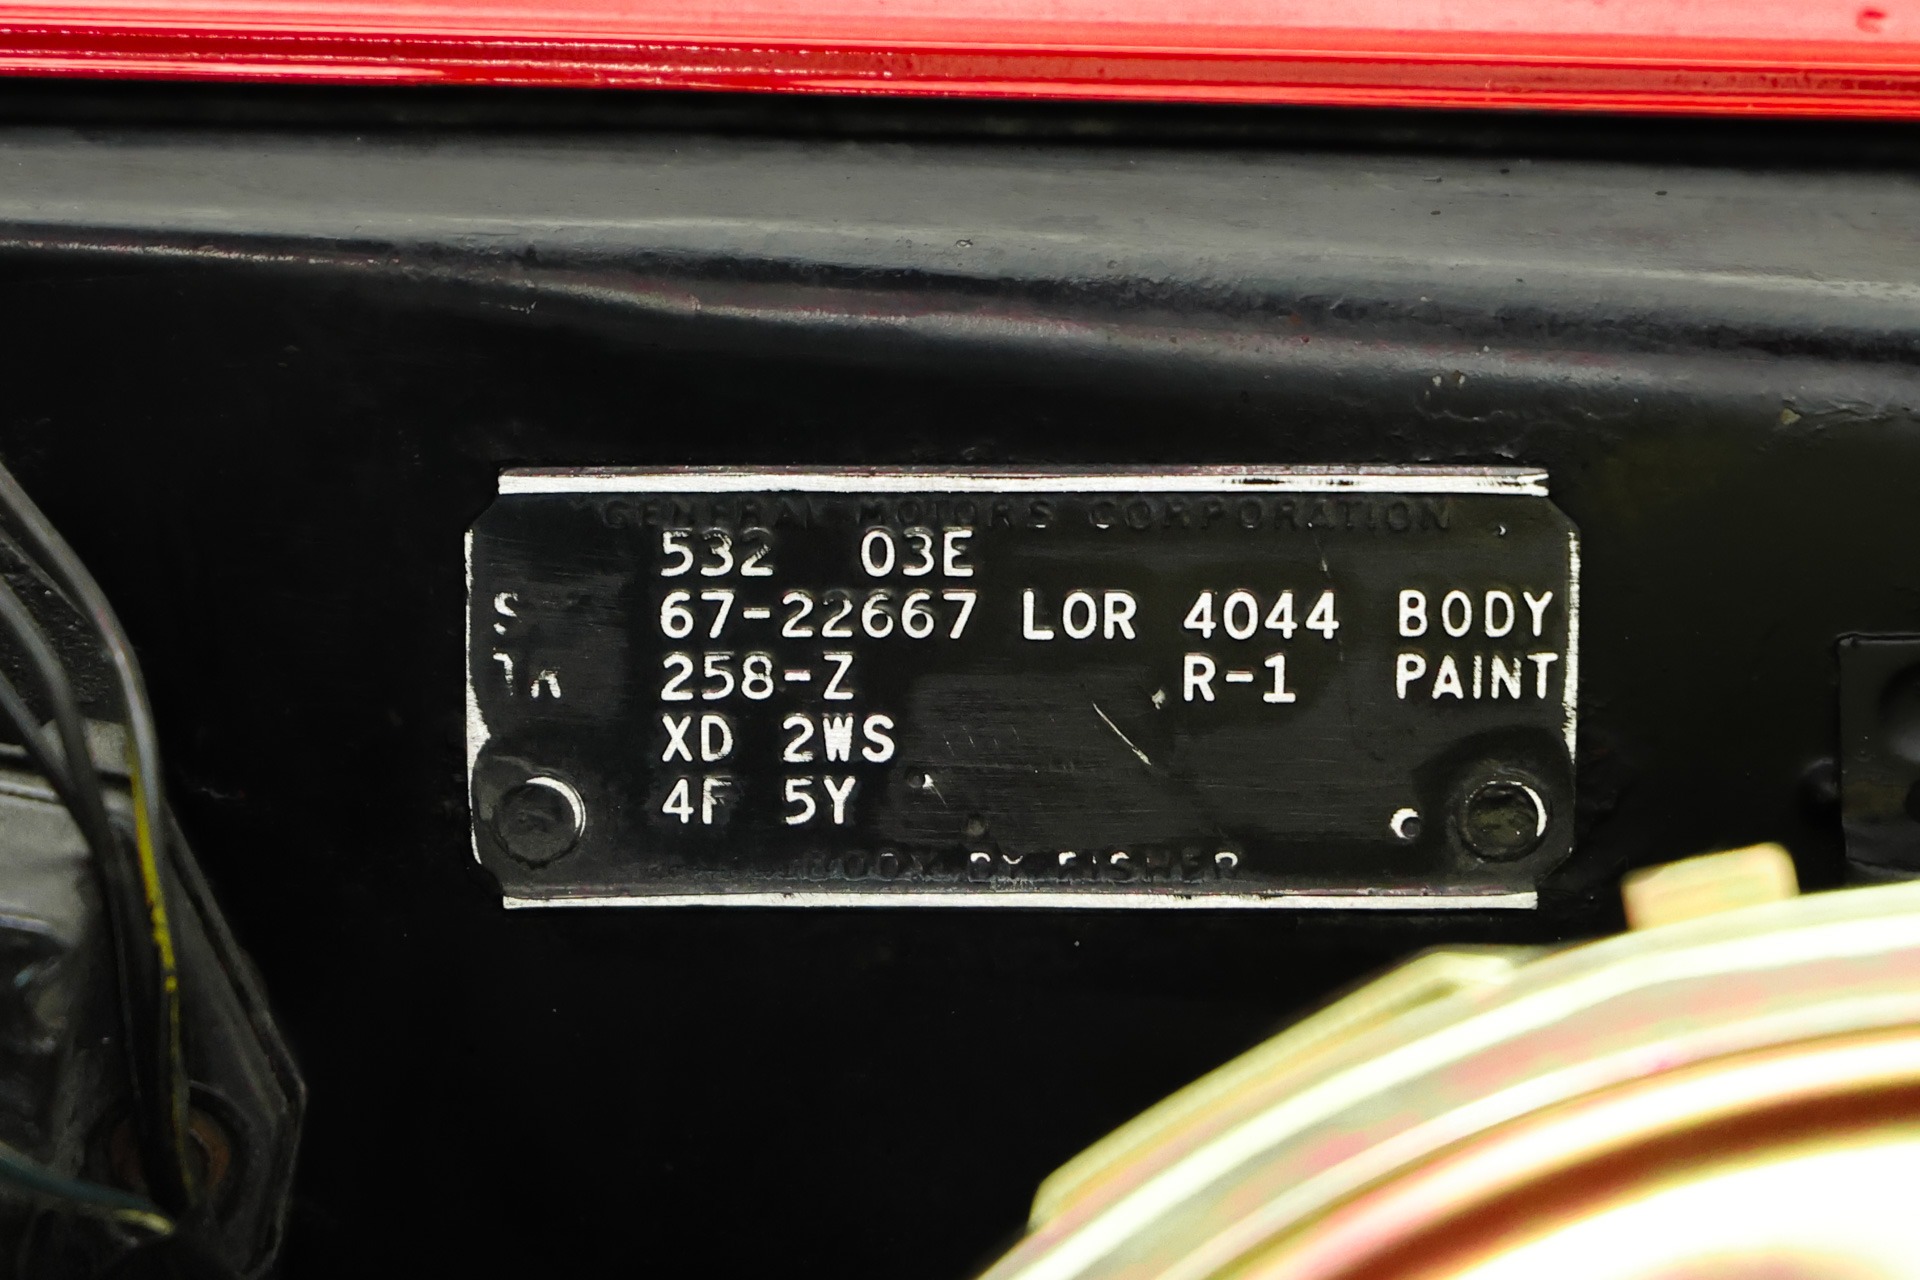 GENERAL MOTORS CORPORATION
532 03E
S 67-22667 LOR 4044 BODY
TR 258-Z R-1 PAINT
XD 2WS
4F 5Y
BODY BY FISHER